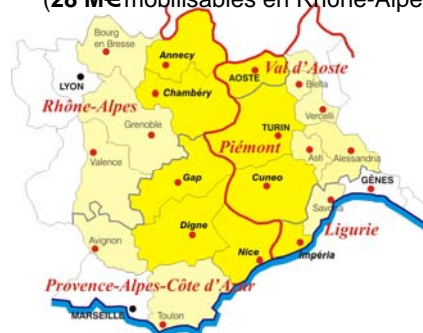 (28 M€mobilisables en Rhône-Alpe
Bourg
en Bresse
Annecy
LYON
Val d'Aoste
AOSTE
Biella
Rhône-Alpes
Chambéry
Vercelli
Grenoble
TURIN
Piémont
Valence
Asti
Alessandria
Gap
Cuneo
GÊNES
Savona
Digne
Ligurie
Avignon
Nice
Impéria
Provence-Alpes-Côte d'Azur
MARSEILLE
Toulon